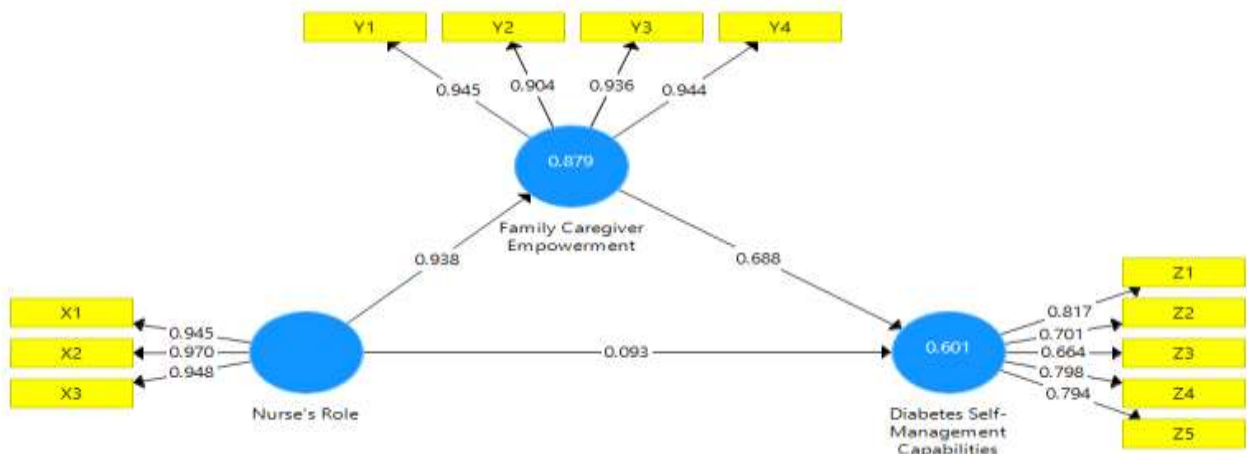 Y1
Y2
Y3
Y4
0.945
0.904
0.936
0.944
0.879
Family Caregiver
Empowerment
0.938
0.688
X1
X2
X3
0.945
0.970
0.948
Nurse's Role
0.093
0.601
Diabetes Self-
Management
Capabilities
0.817
0.701
0.664
0.798
0.794
Z1
Z2
Z3
Z4
Z5